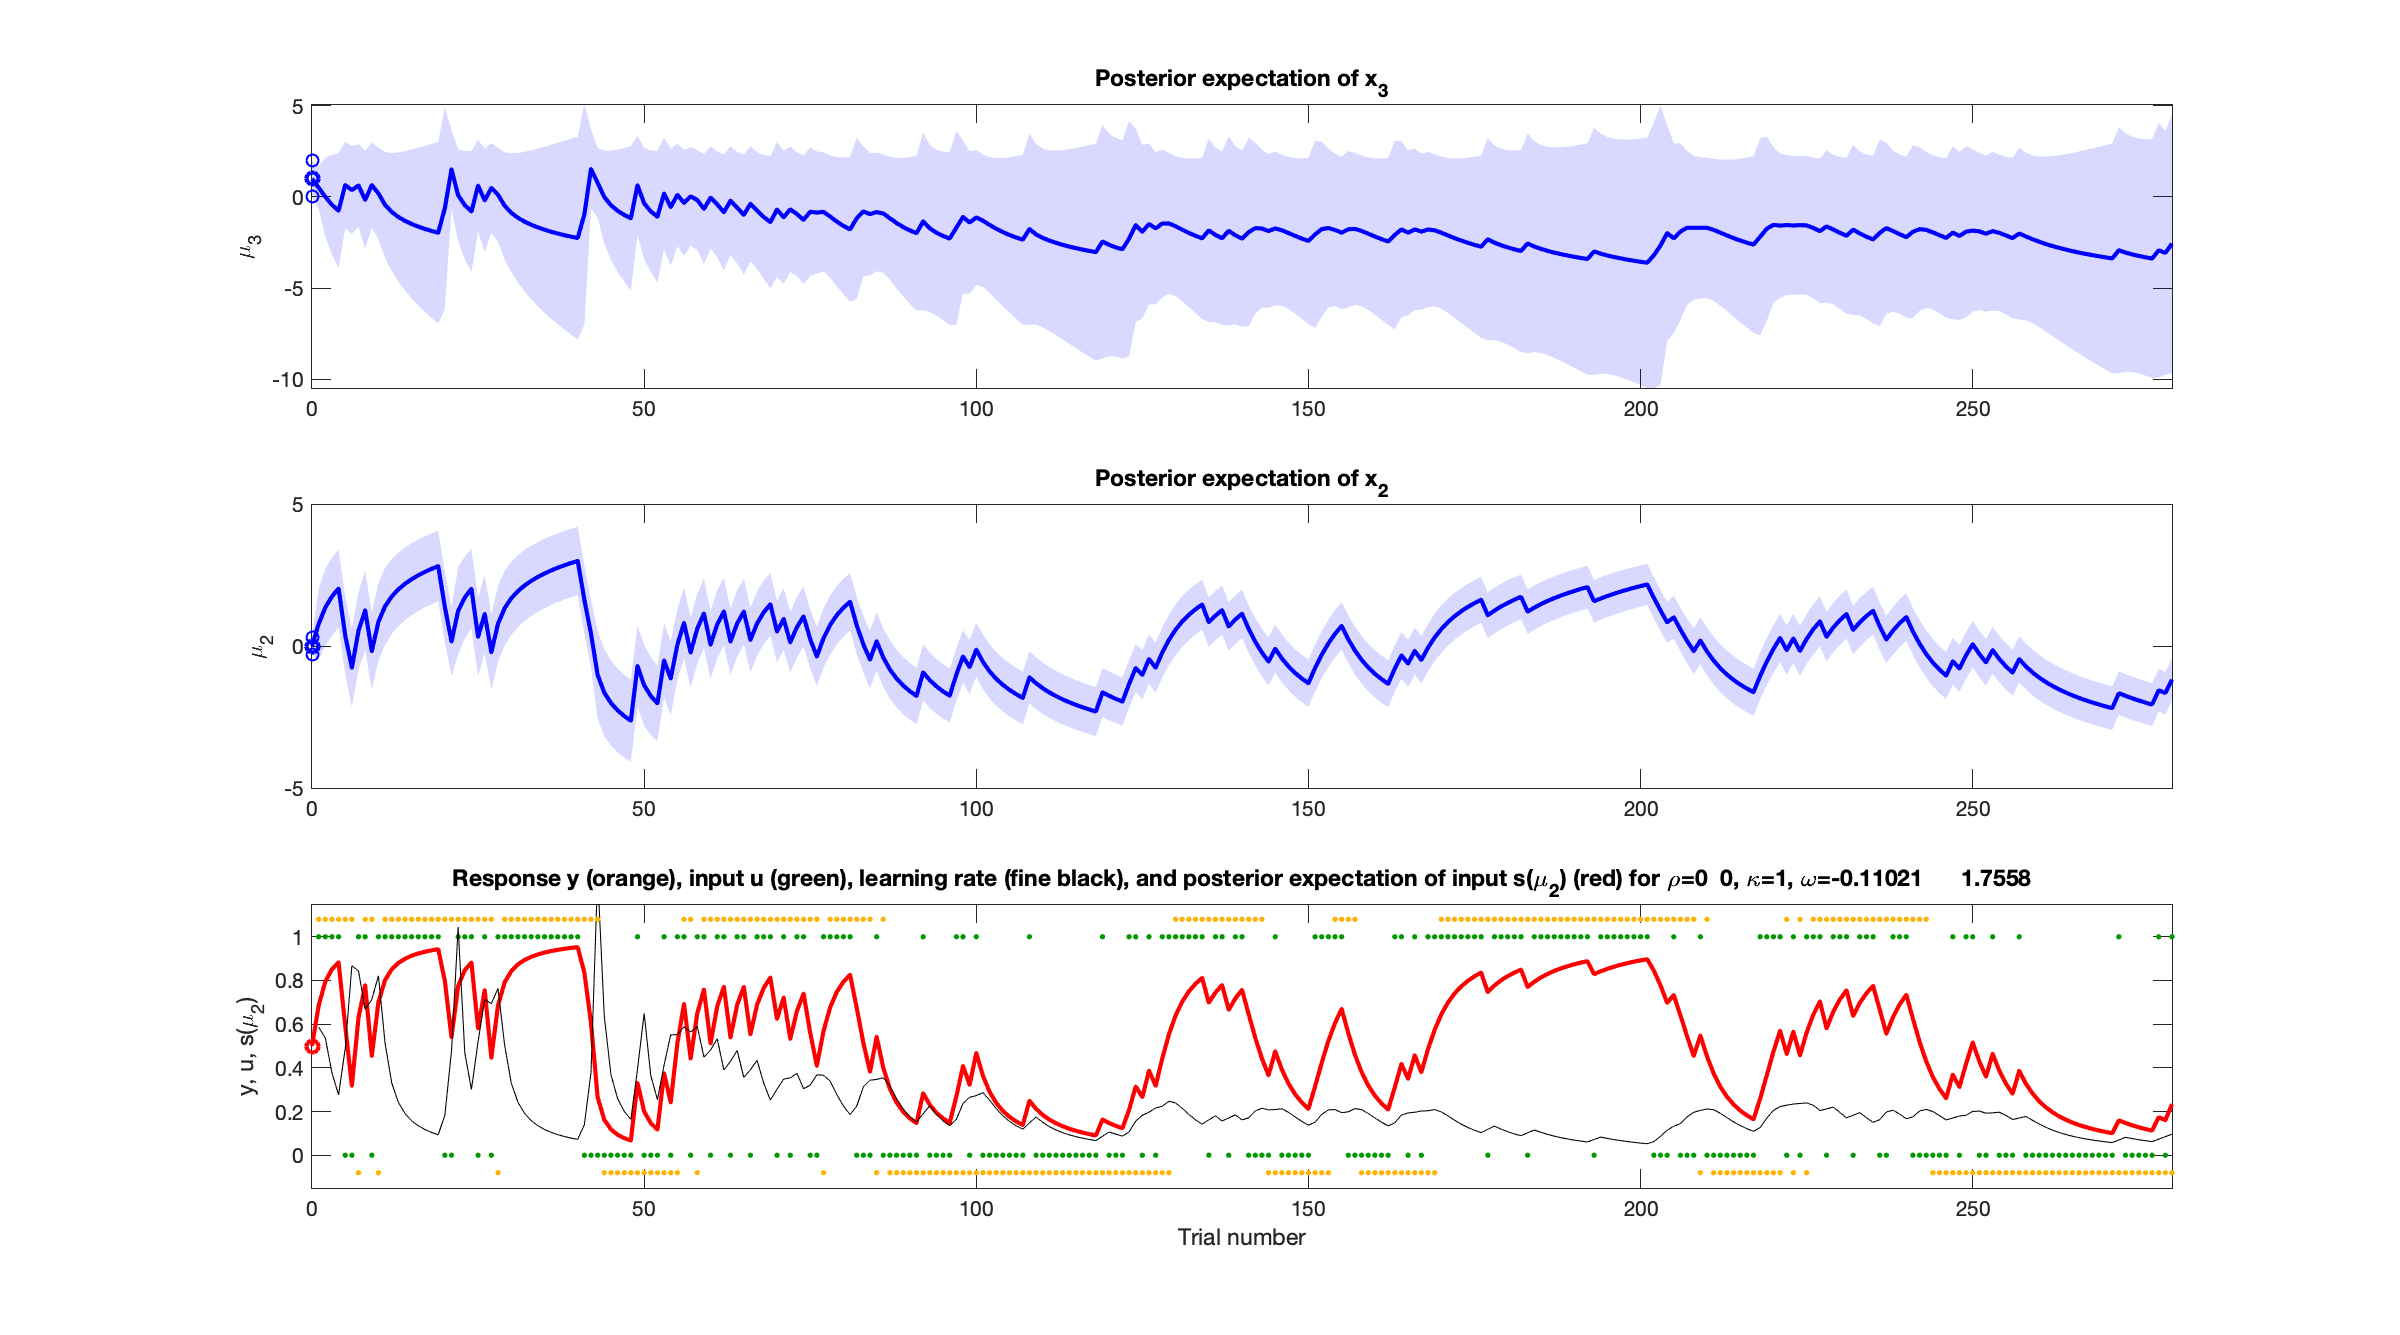 Posterior expectation of x3
5
0
-5
-10
μ3
0 50 100 150 200 250
Posterior expectation of x2
5
0
-5
μ2
0 50 100 150 200 250
Response y (orange), input u (green), learning rate (fine black), and posterior expectation of input s(μ2) (red) for ρ=0 0, κ=1, ω=-0.11021 1.7558
1
0.8
0.6
0.4
0.2
0
y, u, s(μ2)
0 50 100 150 200 250
Trial number